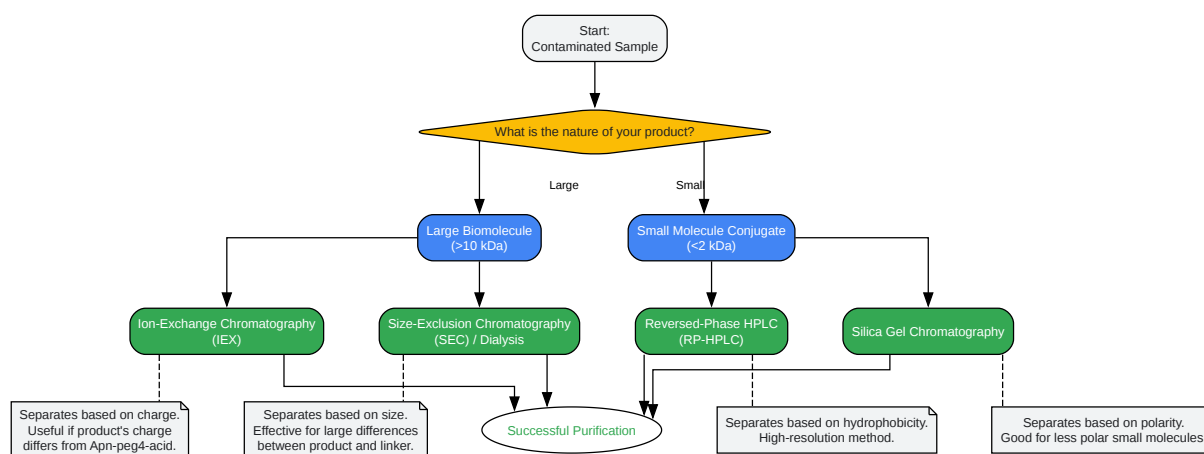 Start:
Contaminated Sample
What is the nature of your product?
Large
Small
Large Biomolecule
(>10 kDa)
Small Molecule Conjugate
(<2 kDa)
Ion-Exchange Chromatography
(IEX)
Size-Exclusion Chromatography
(SEC) / Dialysis
Reversed-Phase HPLC
(RP-HPLC)
Silica Gel Chromatography
Separates based on charge.
Useful if product's charge
differs from Apn-peg4-acid.
Separates based on size.
Effective for large differences
between product and linker.
Successful Purification
Separates based on hydrophobicity.
High-resolution method.
Separates based on polarity.
Good for less polar small molecules